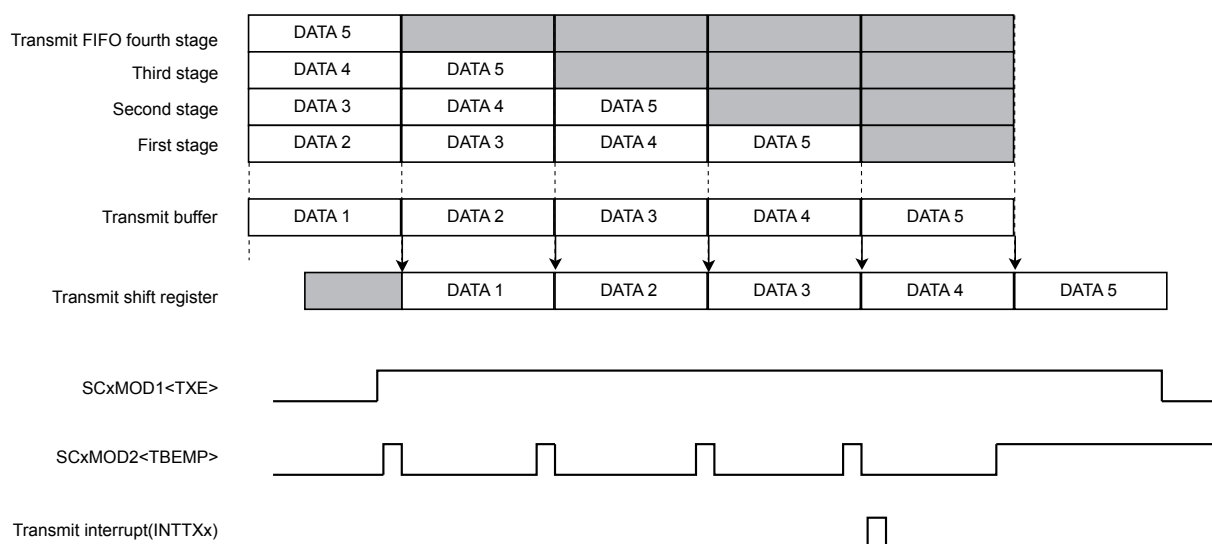 Transmit FIFO fourth stage DATA 5
Third stage DATA 4 DATA 5
Second stage DATA 3 DATA 4 DATA 5
First stage DATA 2 DATA 3 DATA 4 DATA 5
Transmit buffer DATA 1 DATA 2 DATA 3 DATA 4 DATA 5
Transmit shift register DATA 1 DATA 2 DATA 3 DATA 4 DATA 5
SCxMOD1<TXE>
SCxMOD2<TBEMP>
Transmit interrupt(INTTXx)